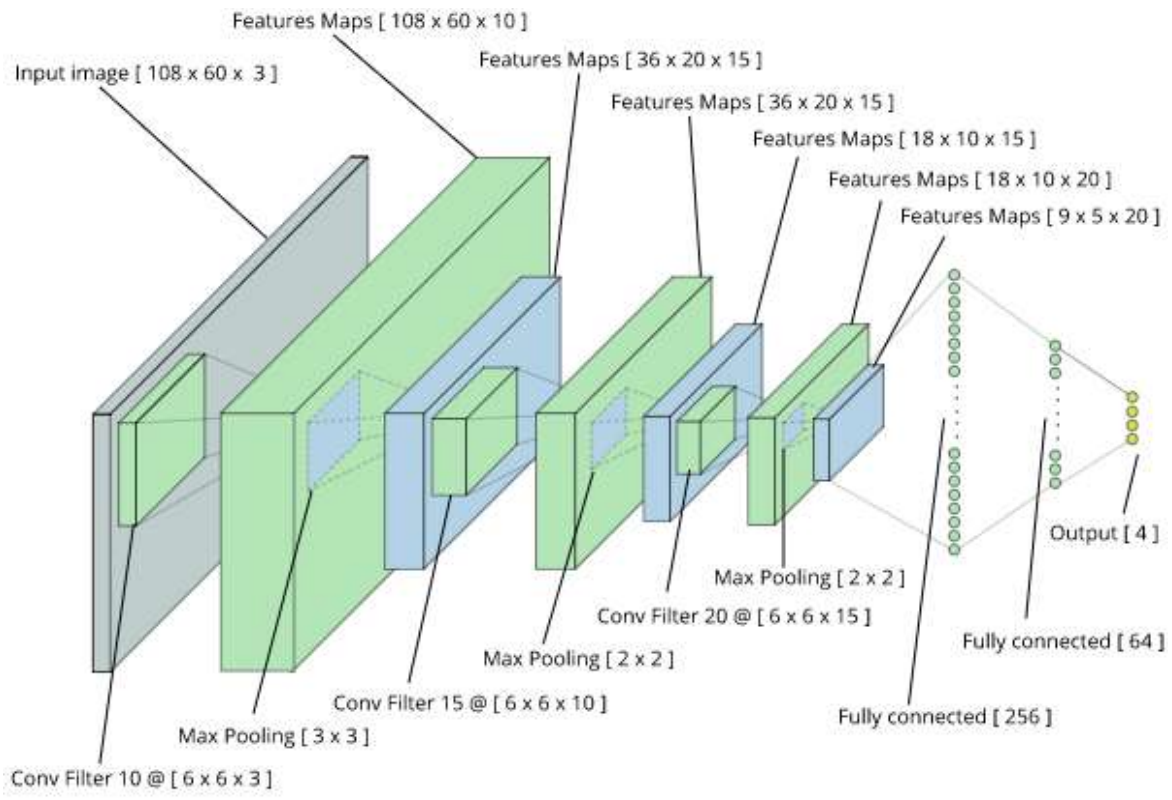 Features Maps [ 108 x 60 x 10 ]
Input image [ 108 x 60 x 3 ]
Features Maps [ 36 x 20 x 15 ]
Features Maps [ 36 x 20 x 15 ]
Features Maps [ 18 x 10 x 15 ]
Features Maps [ 18 x 10 x 20 ]
Features Maps [ 9 x 5 x 20 ]
Output [ 4 ]
Max Pooling [ 2 x 2 ]
Conv Filter 20 @ [ 6 x 6 x 15 ]
Fully connected [ 64 ]
Max Pooling [ 2 x 2 ]
Conv Filter 15 @ [ 6 x 6 x 10 ]
Fully connected [ 256 ]
Max Pooling [ 3 x 3 ]
Conv Filter 10 @ [ 6 x 6 x 3 ]